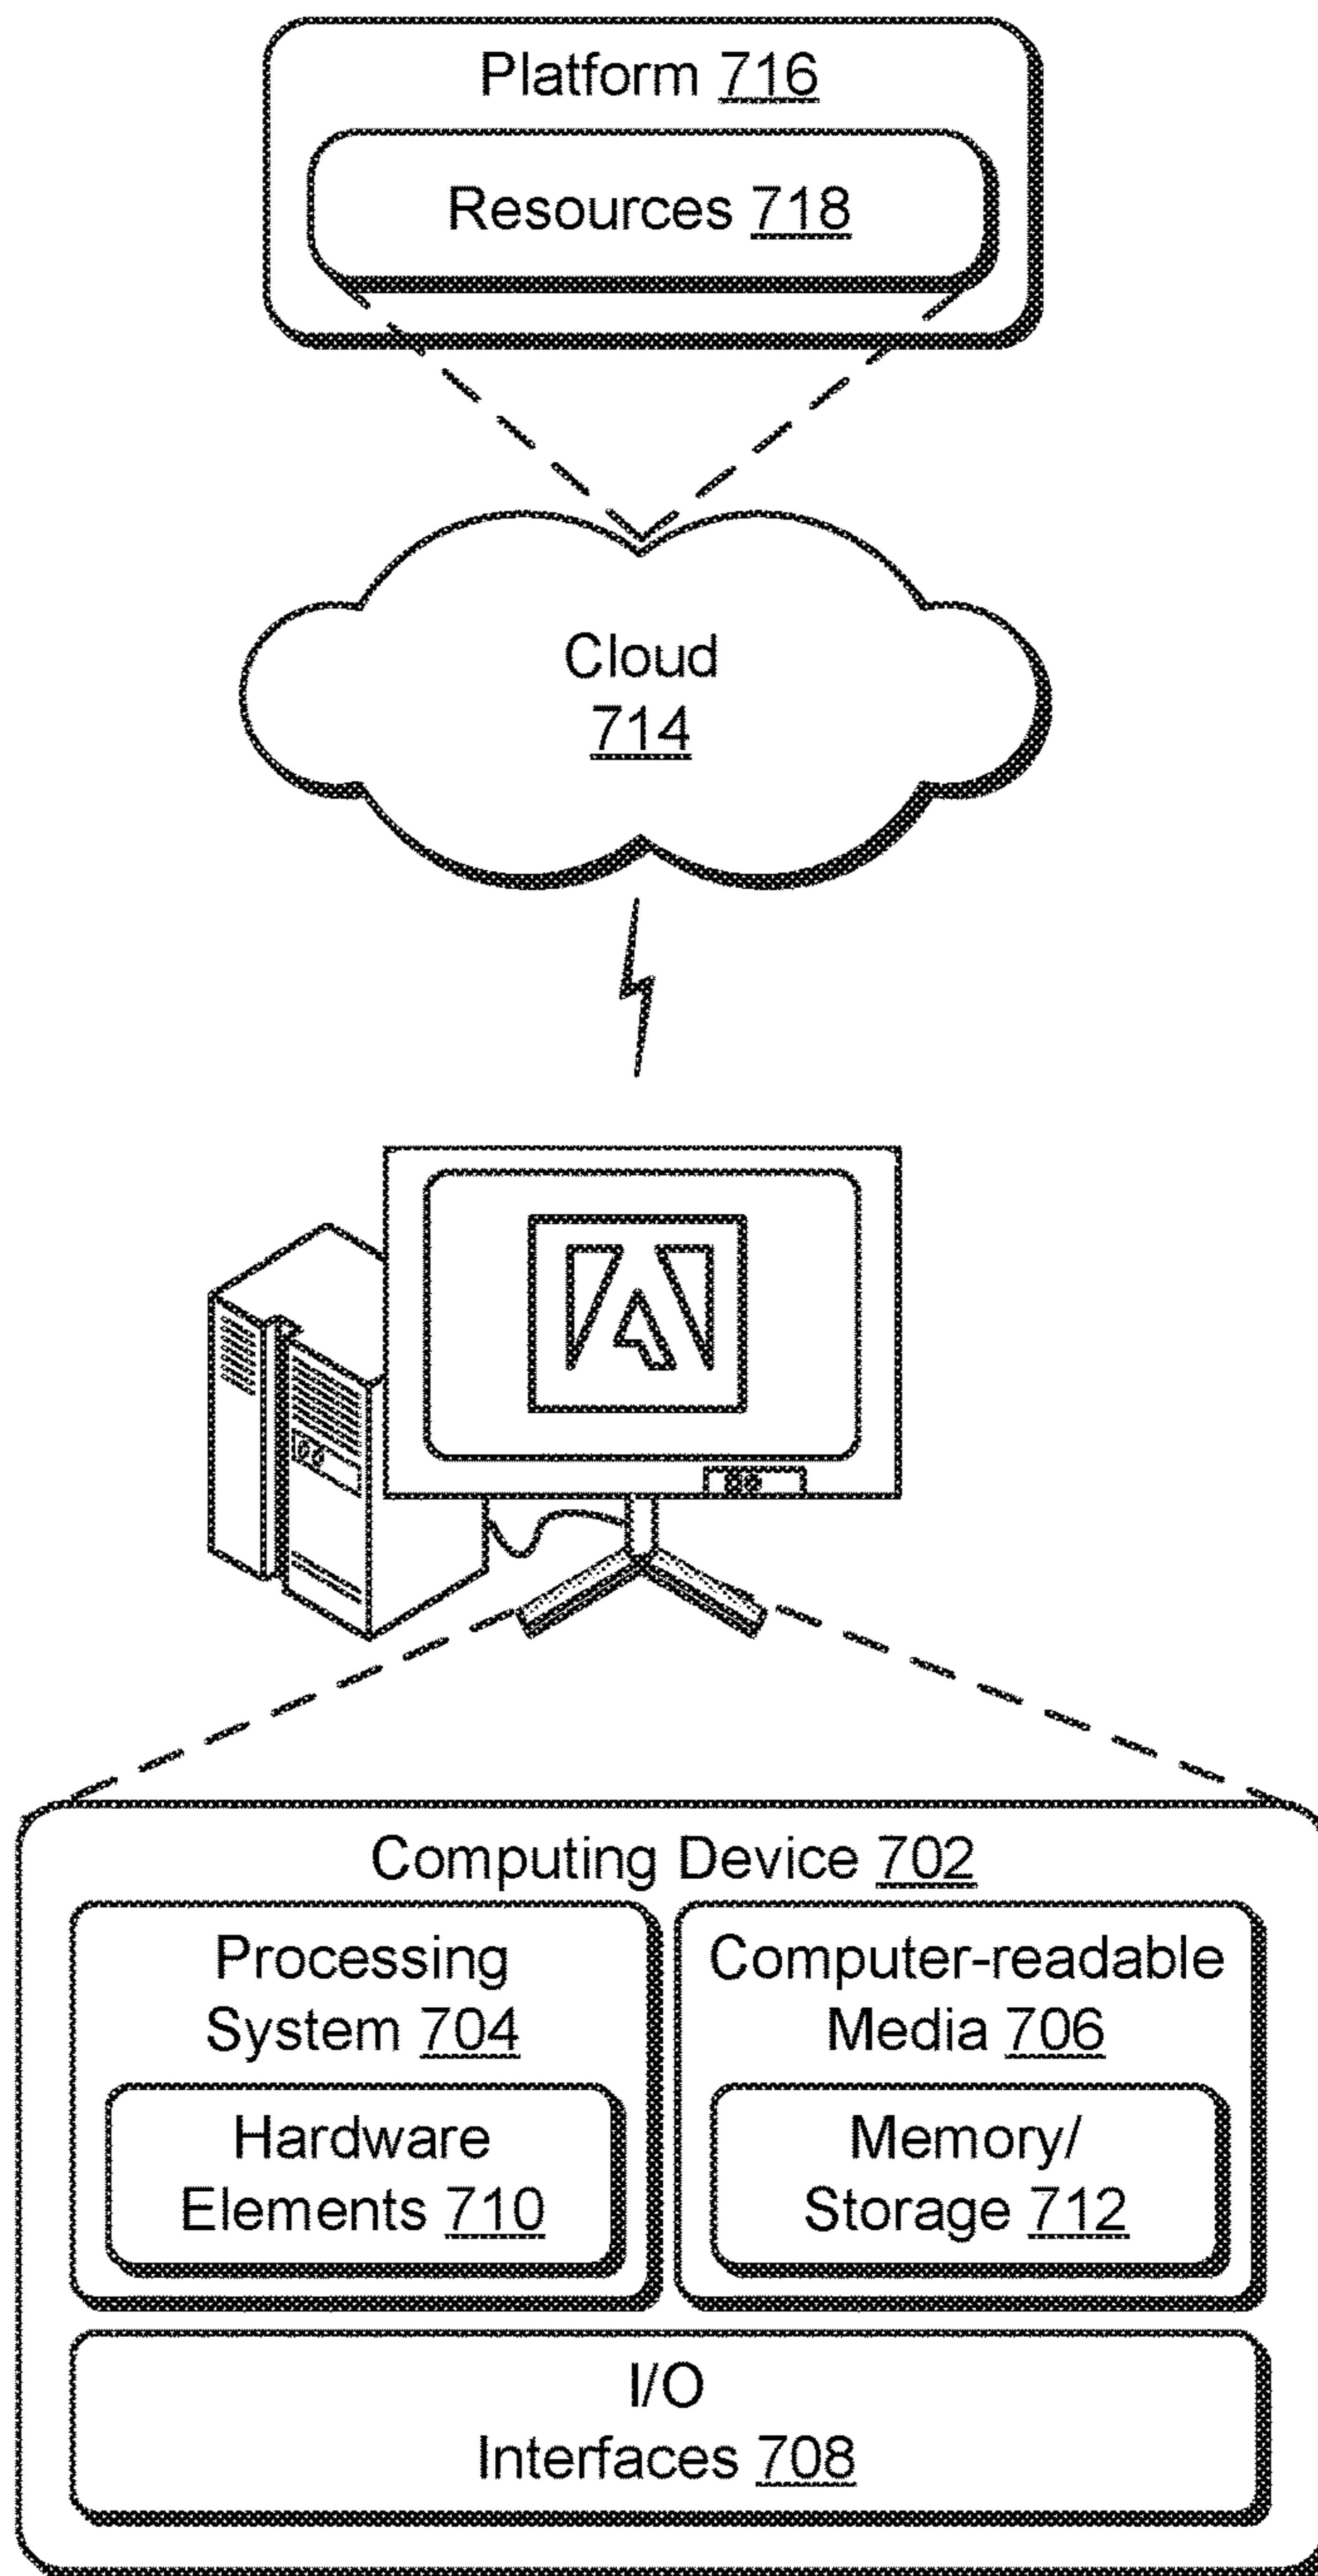 Platform 716
Resources 718
Cloud
714
Computing Device 702
Processing
System 704
Hardware
Elements 710
Computer-readable
Media 706
Memory/
Storage 712
I/O
Interfaces 708